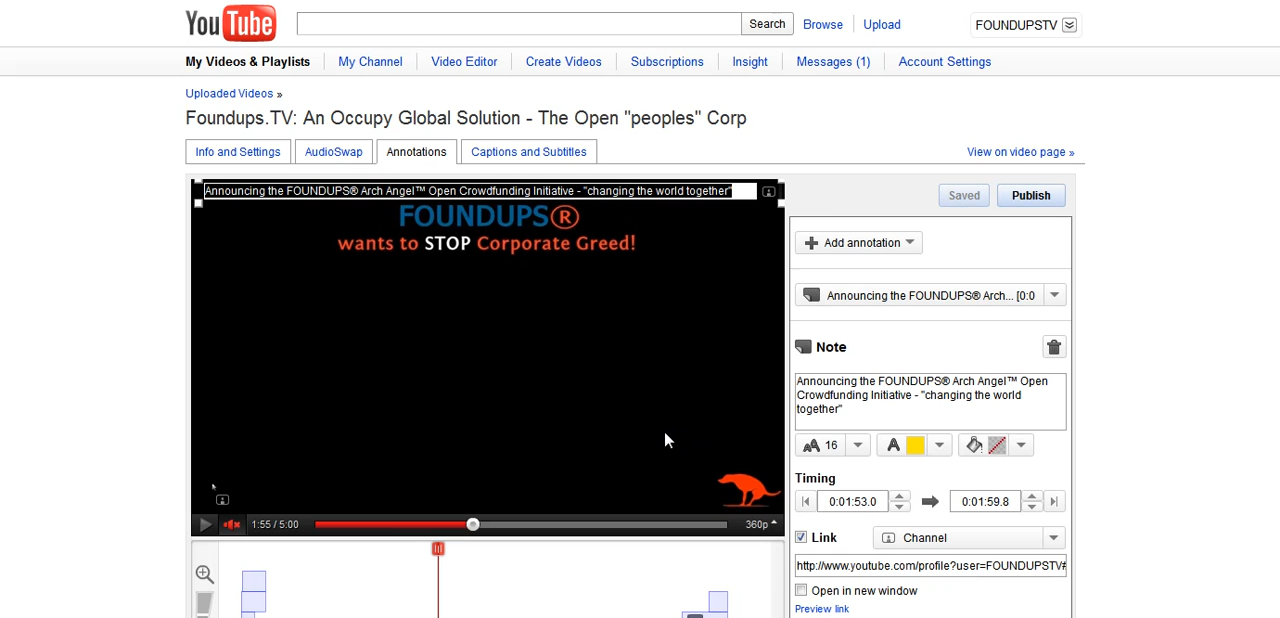 YouTube
Search
Browse
Upload
FOUNDUPSTV
My Videos & Playlists
My Channel
Video Editor
Create Videos
Subscriptions
Insight
Messages (1)
Account Settings
Uploaded Videos »
Foundups.TV: An Occupy Global Solution - The Open "peoples" Corp
Info and Settings
AudioSwap
Annotations
Captions and Subtitles
View on video page »
Announcing the FOUNDUPS® Arch Angel™ Open Crowdfunding Initiative - "changing the world together"
FOUNDUPS®
wants to STOP Corporate Greed!
1:55 / 5:00
360p
Saved
Publish
Add annotation
Announcing the FOUNDUPS® Arch... [0:0
Note
Announcing the FOUNDUPS® Arch Angel™ Open
Crowdfunding Initiative - "changing the world
together"
AA 16
A
Timing
0:01:53.0
0:01:59.8
Link
Channel
http://www.youtube.com/profile?user=FOUNDUPSTV#
Open in new window
Preview link